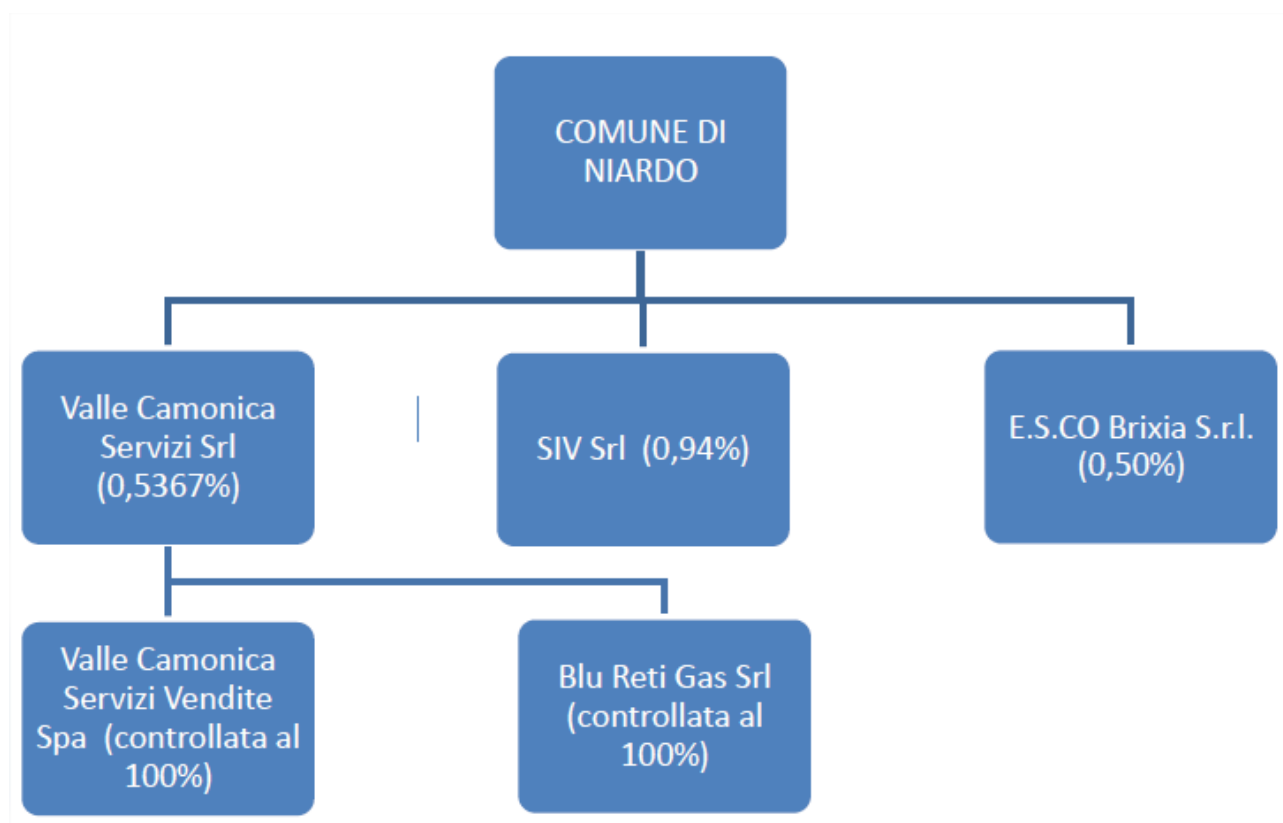 COMUNE DI
NIARDO
Valle Camonica
Servizi Srl
(0,5367%)
SIV Srl (0,94%)
E.S.CO Brixia S.r.l.
(0,50%)
Valle Camonica
Servizi Vendite
Spa (controllata al
100%)
Blu Reti Gas Srl
(controllata al
100%)